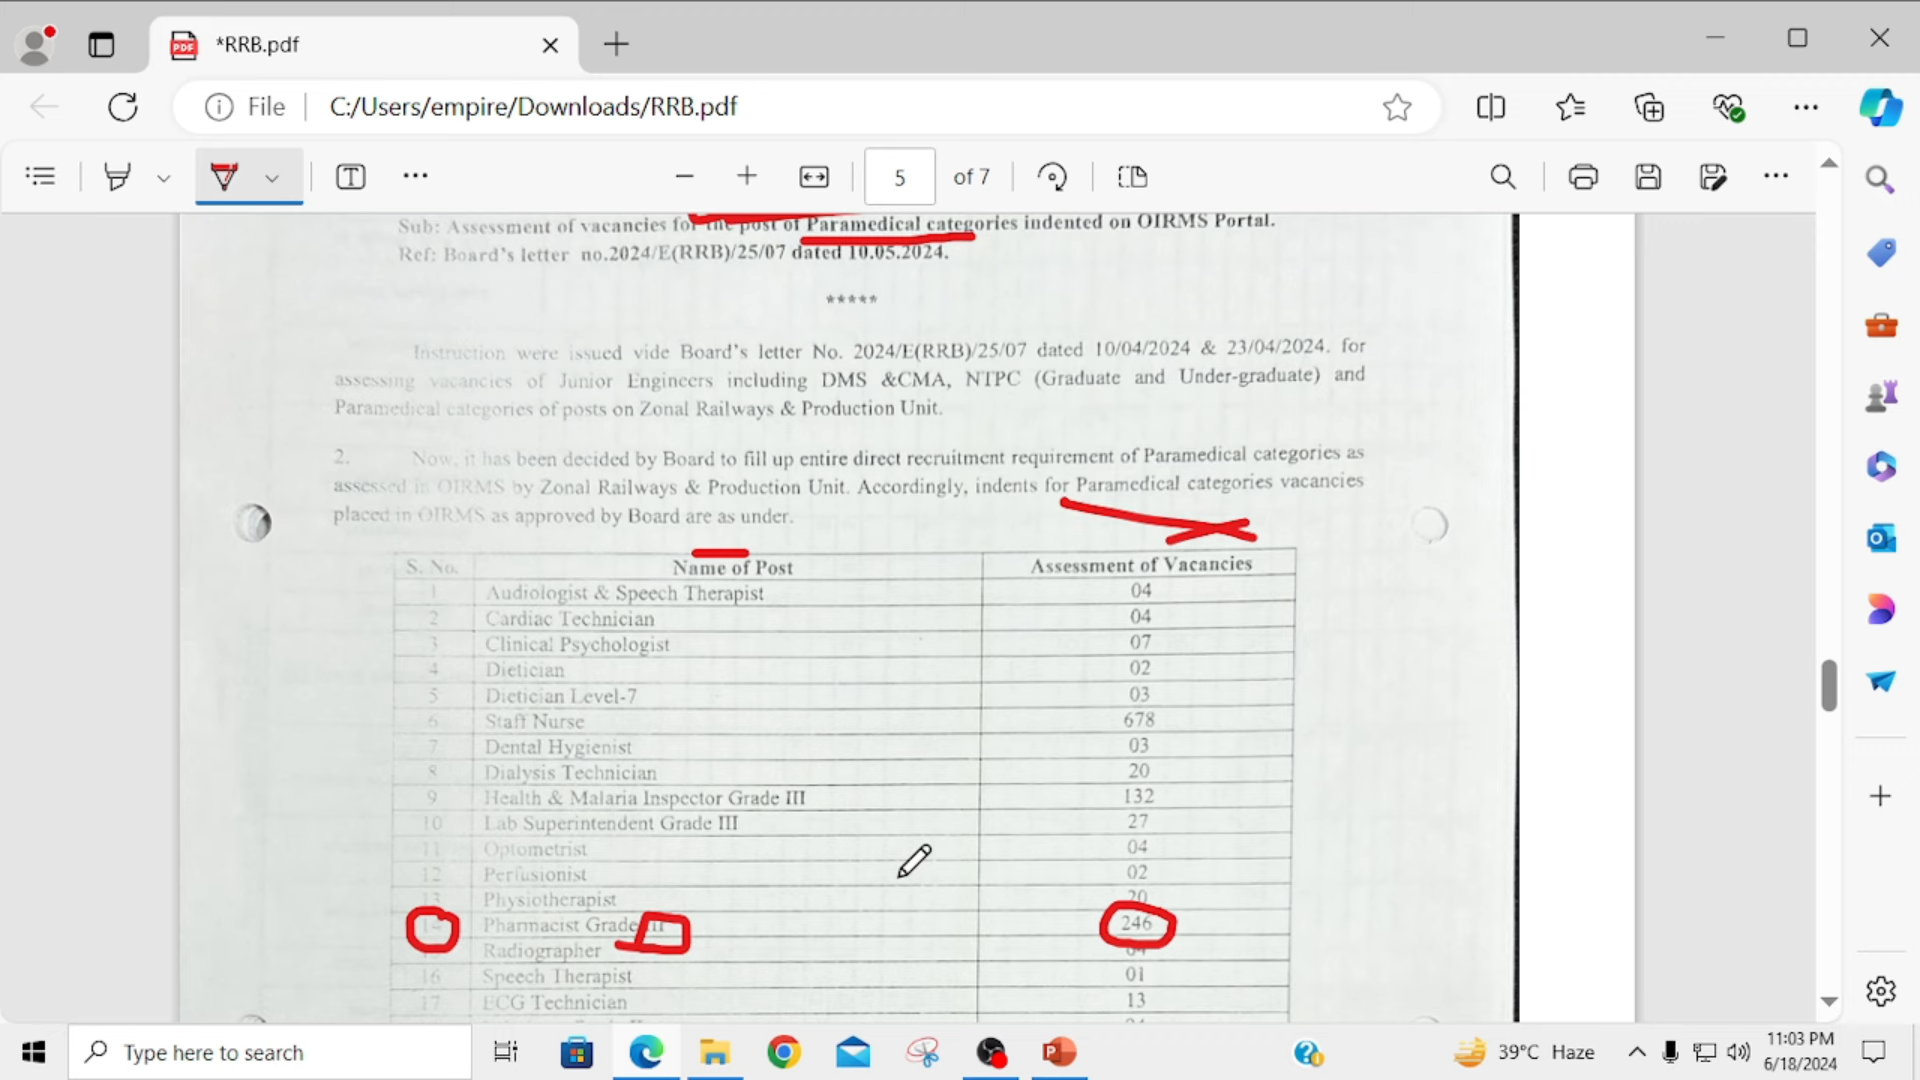 *RRB.pdf
File
C:/Users/empire/Downloads/RRB.pdf
5 of 7
Sub: Assessment of vacancies for the post of Paramedical categories indented on OIRMS Portal.
Ref: Board's letter no.2024/E(RRB)/25/07 dated 10.05.2024.
*****
Instruction were issued vide Board's letter No. 2024/E(RRB)/25/07 dated 10/04/2024 & 23/04/2024. for
assessing vacancies of Junior Engineers including DMS &CMA, NTPC (Graduate and Under-graduate) and
Paramedical categories of posts on Zonal Railways & Production Unit.
2. Now, it has been decided by Board to fill up entire direct recruitment requirement of Paramedical categories as
assessed in OIRMS by Zonal Railways & Production Unit. Accordingly, indents for Paramedical categories vacancies
placed in OIRMS as approved by Board are as under.
S. No. Name of Post Assessment of Vacancies
1 Audiologist & Speech Therapist 04
2 Cardiac Technician 04
3 Clinical Psychologist 07
4 Dietician 02
5 Dietician Level-7 03
6 Staff Nurse 678
7 Dental Hygienist 03
8 Dialysis Technician 20
9 Health & Malaria Inspector Grade III 132
10 Lab Superintendent Grade III 27
11 Optometrist 04
12 Perfusionist 02
13 Physiotherapist 20
14 Pharmacist Grade III 246
Radiographer 64
16 Speech Therapist 01
17 ECG Technician 13
Type here to search
39°C Haze
11:03 PM
6/18/2024